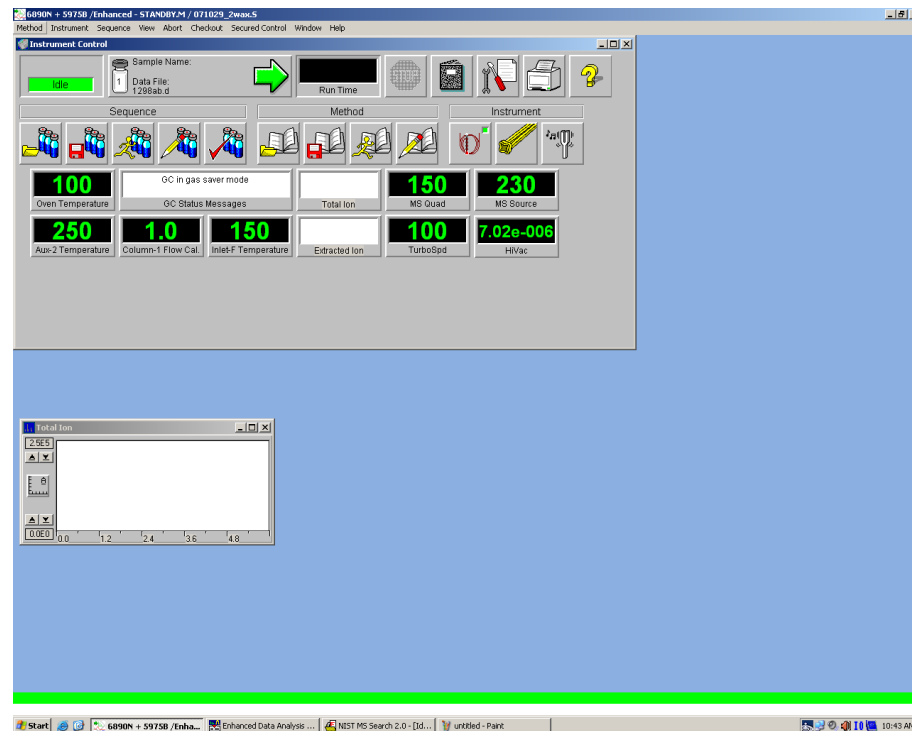 6890N + 5975B /Enhanced - STANDBY.M / 071029_2wax.S
Method Instrument Sequence View Abort Checkout Secured Control Window Help
Instrument Control
Idle
1
Sample Name:
Data File:
1298ab.d
Run Time
Sequence
Method
Instrument
100
Oven Temperature
GC in gas saver mode
GC Status Messages
Total Ion
150
MS Quad
230
MS Source
250
Aux-2 Temperature
1.0
Column-1 Flow Cal.
150
Inlet-F Temperature
Extracted Ion
100
TurboSpd
7.02e-006
HiVac
Total Ion
2.5E5
0.0E0
0.0 1.2 2.4 3.6 4.8
Start 6890N + 5975B /Enha... Enhanced Data Analysis ... NIST MS Search 2.0 - [Id... untitled - Paint 10:43 AM